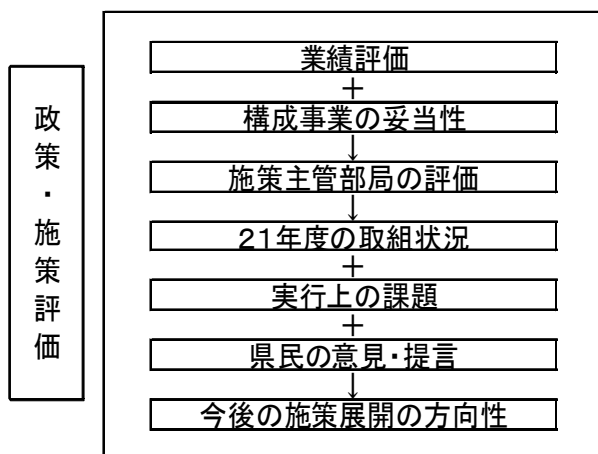 政策・施策評価
業績評価
＋
構成事業の妥当性
↓
施策主管部局の評価
↓
２１年度の取組状況
＋
実行上の課題
＋
県民の意見・提言
↓
今後の施策展開の方向性